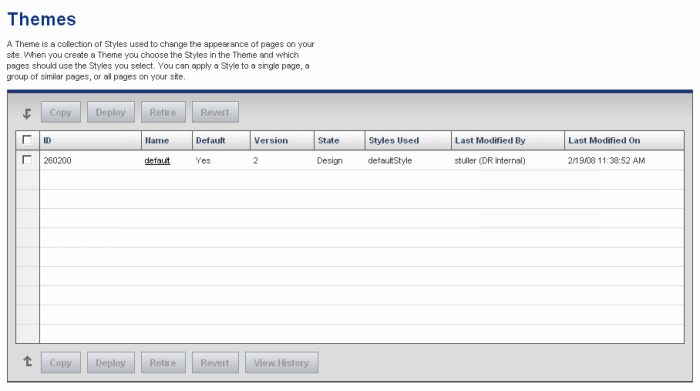 Themes
A Theme is a collection of Styles used to change the appearance of pages on your
site. When you create a Theme you choose the Styles in the Theme and which
pages should use the Styles you select. You can apply a Style to a single page, a
group of similar pages, or all pages on your site.
Copy Deploy Retire Revert
ID Name Default Version State Styles Used Last Modified By Last Modified On
260200 default Yes 2 Design defaultStyle stuller (DR Internal) 2/19/08 11:38:52 AM
Copy Deploy Retire Revert View History